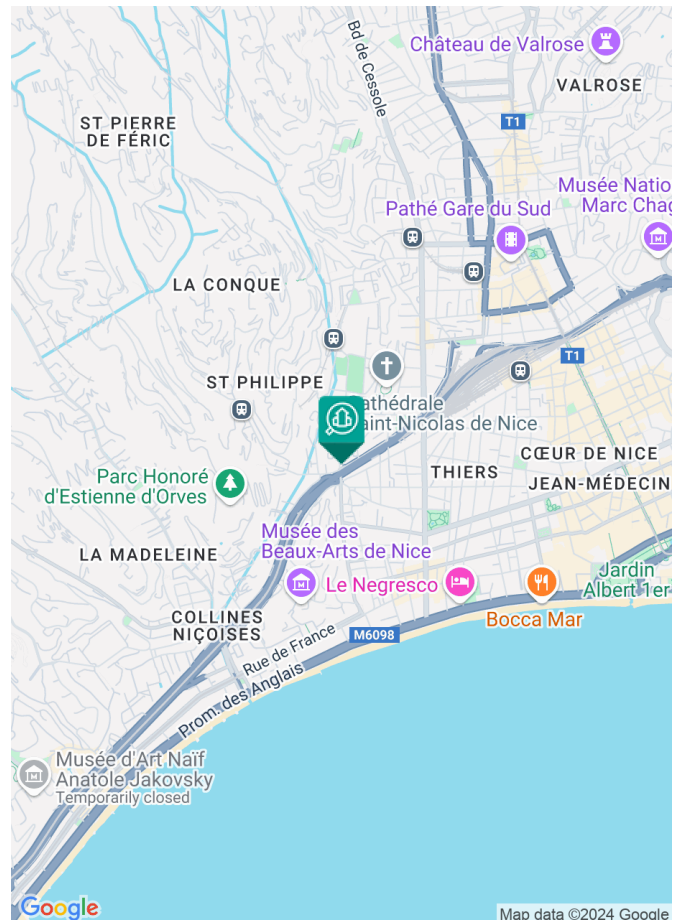 Château de Valrose
Bd de Cessole
VALROSE
ST PIERRE
DE FÉRIC
T1
Musée Natio
Marc Chag
Pathé Gare du Sud
LA CONQUE
T1
ST PHILIPPE
athédrale
aint-Nicolas de Nice
CŒUR DE NICE
THIERS
JEAN-MÉDECIN
Parc Honoré
d'Estienne d'Orves
Musée des
Beaux-Arts de Nice
LA MADELEINE
Le Negresco
Jardin
Albert 1er
Bocca Mar
COLLINES
NIÇOISES
M6098
Rue de France
Prom. des Anglais
Musée d'Art Naïf
Anatole Jakovsky
Temporarily closed
Google
Map data ©2024 Google